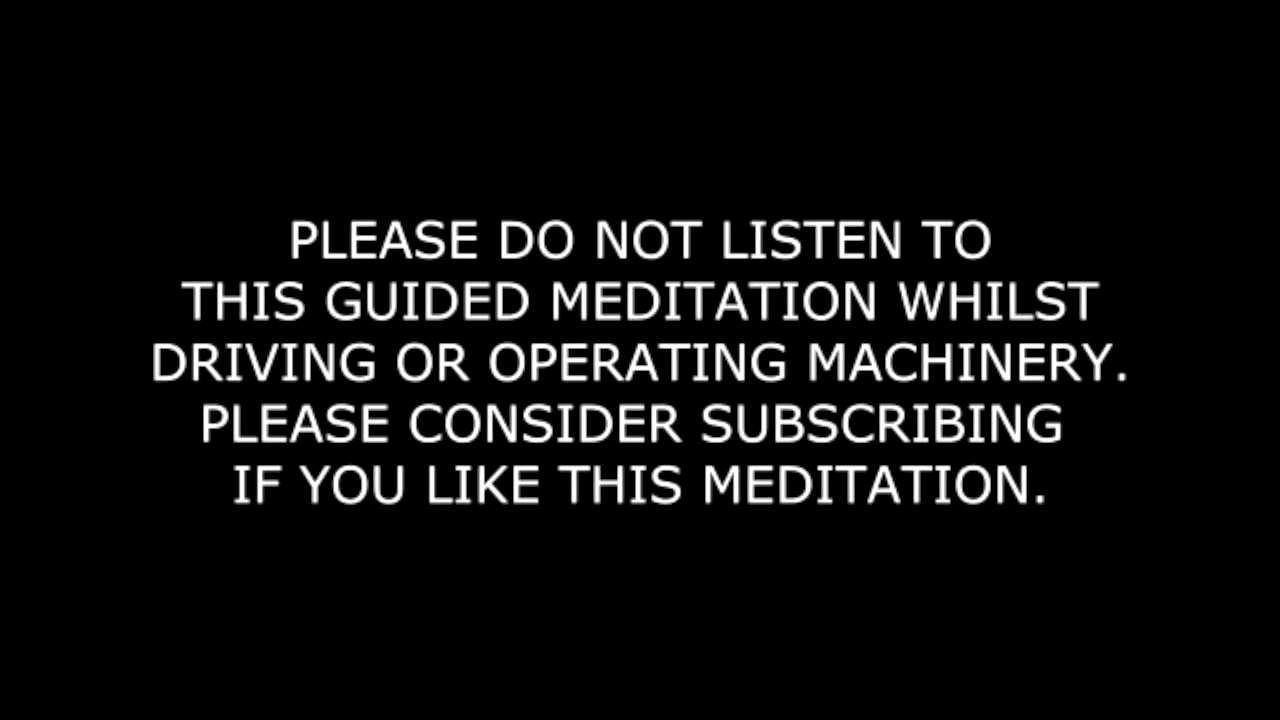 PLEASE DO NOT LISTEN TO
THIS GUIDED MEDITATION WHILST
DRIVING OR OPERATING MACHINERY.
PLEASE CONSIDER SUBSCRIBING
IF YOU LIKE THIS MEDITATION.